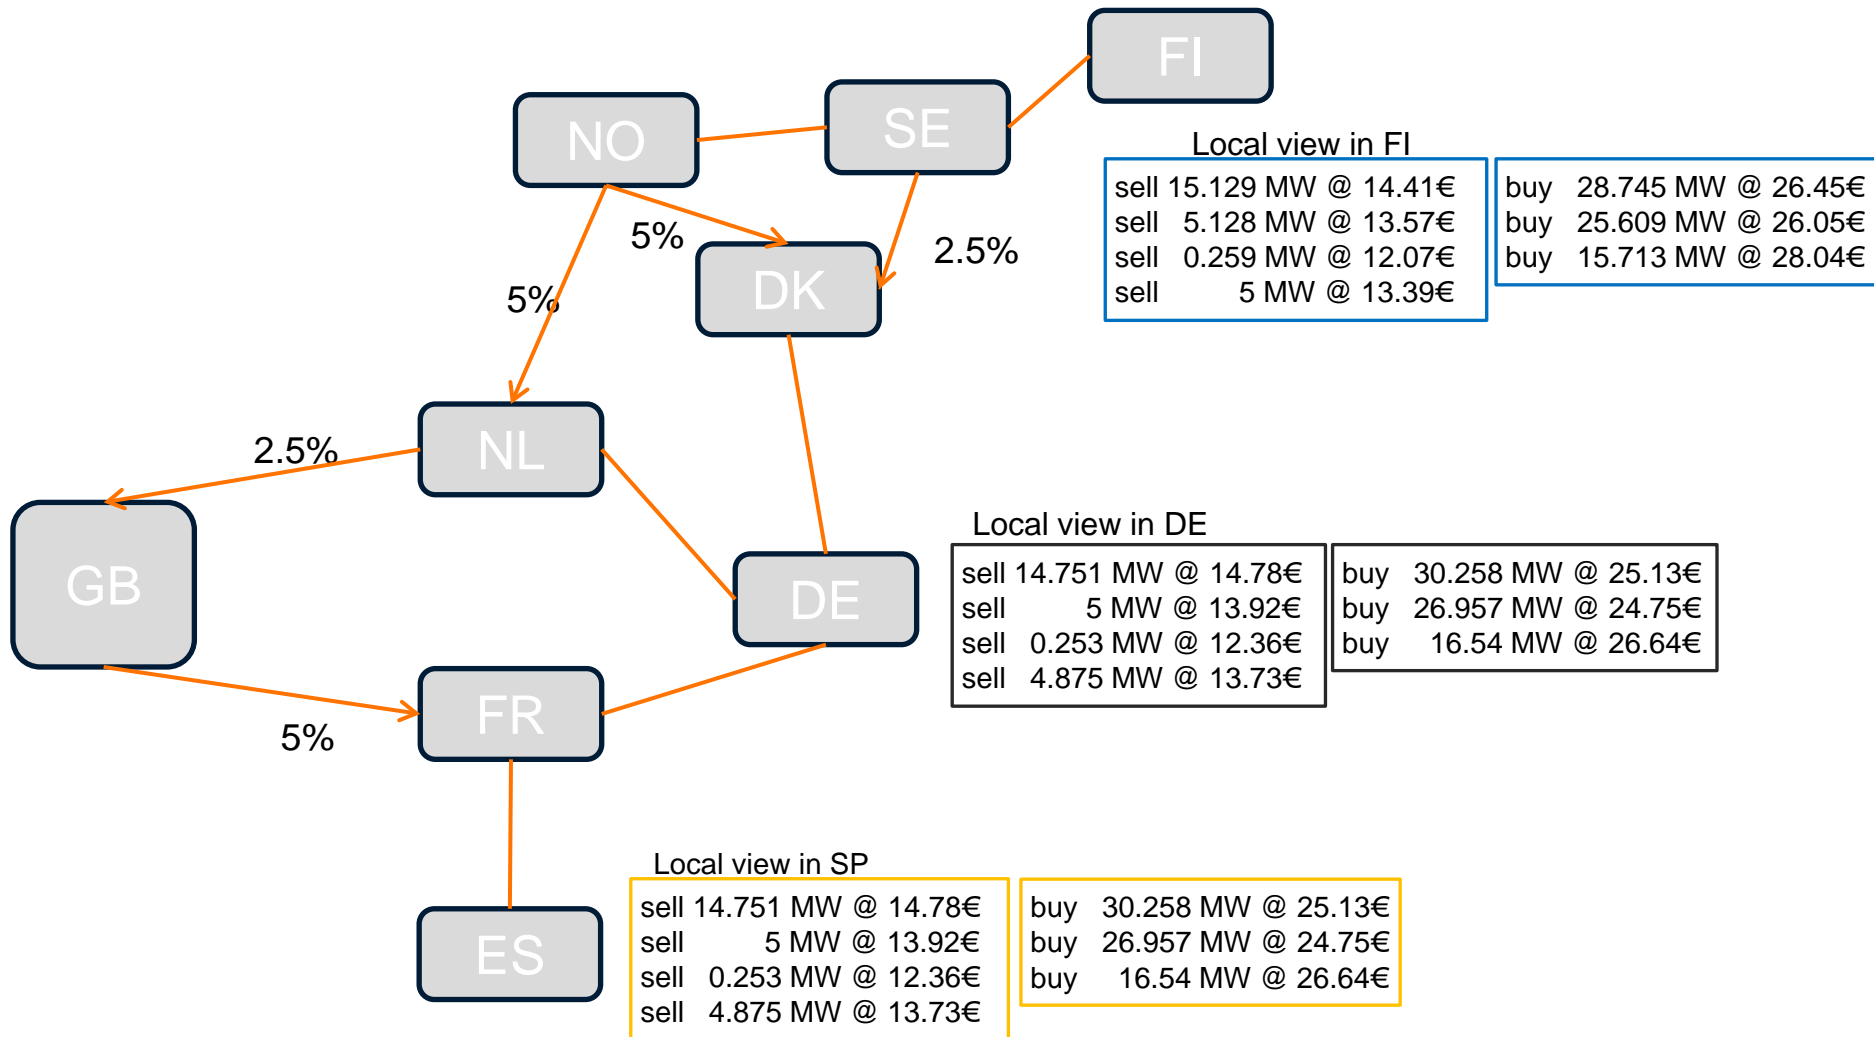 FI
NO
SE
Local view in FI
sell 15.129 MW @ 14.41€
sell 5.128 MW @ 13.57€
sell 0.259 MW @ 12.07€
sell 5 MW @ 13.39€
buy 28.745 MW @ 26.45€
buy 25.609 MW @ 26.05€
buy 15.713 MW @ 28.04€
5%
2.5%
DK
5%
NL
2.5%
GB
DE
Local view in DE
sell 14.751 MW @ 14.78€
sell 5 MW @ 13.92€
sell 0.253 MW @ 12.36€
sell 4.875 MW @ 13.73€
buy 30.258 MW @ 25.13€
buy 26.957 MW @ 24.75€
buy 16.54 MW @ 26.64€
FR
5%
Local view in SP
sell 14.751 MW @ 14.78€
sell 5 MW @ 13.92€
sell 0.253 MW @ 12.36€
sell 4.875 MW @ 13.73€
buy 30.258 MW @ 25.13€
buy 26.957 MW @ 24.75€
buy 16.54 MW @ 26.64€
ES